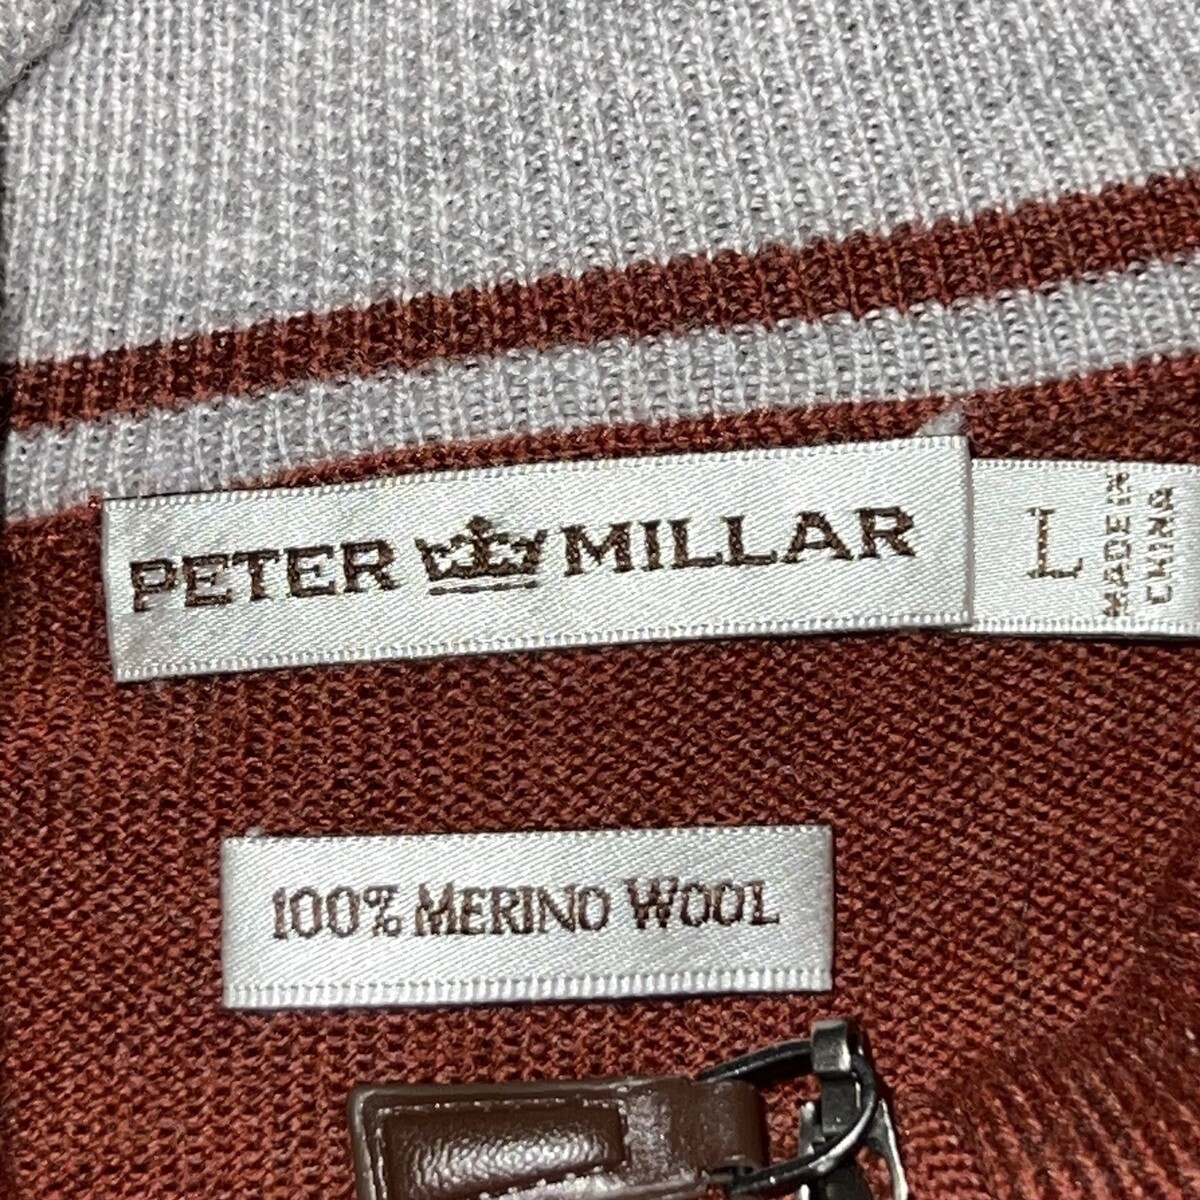 PETER MILLAR
L
MADE IN
CHINA
100% MERINO WOOL